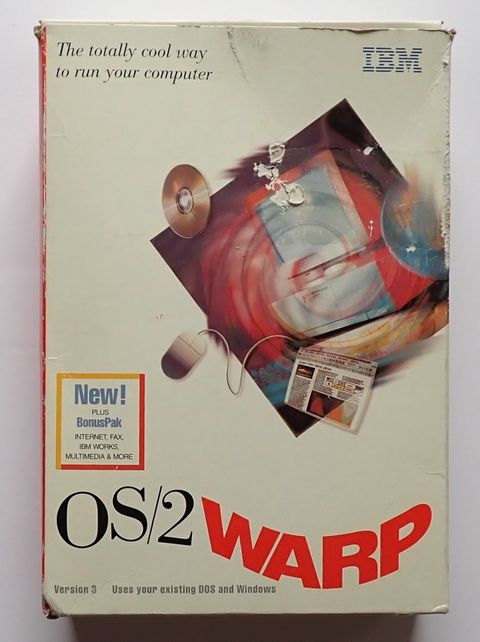 The totally cool way
to run your computer
IBM
New!
PLUS
BonusPak
INTERNET, FAX,
IBM WORKS,
MULTIMEDIA & MORE
OS/2 WARP
Version 3 Uses your existing DOS and Windows